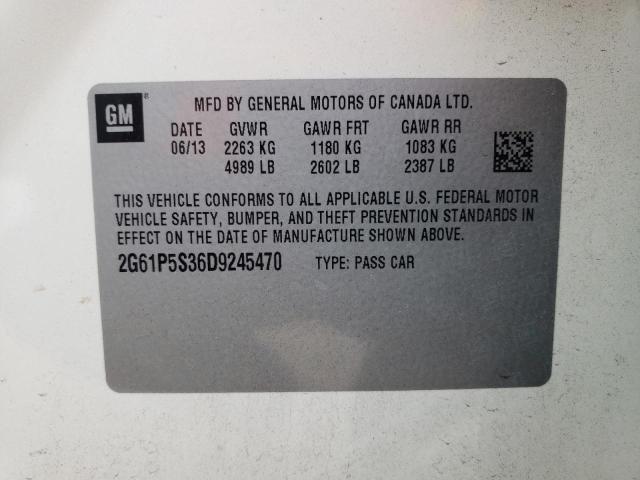 GM ®
MFD BY GENERAL MOTORS OF CANADA LTD.
DATE GVWR GAWR FRT GAWR RR
06/13 2263 KG 1180 KG 1083 KG
4989 LB 2602 LB 2387 LB
THIS VEHICLE CONFORMS TO ALL APPLICABLE U.S. FEDERAL MOTOR
VEHICLE SAFETY, BUMPER, AND THEFT PREVENTION STANDARDS IN
EFFECT ON THE DATE OF MANUFACTURE SHOWN ABOVE.
2G61P5S36D9245470 TYPE: PASS CAR